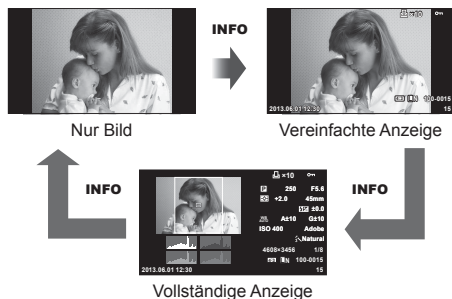 INFO
×10
2013.06.01 12:30
100-0015
15
Nur Bild
Vereinfachte Anzeige
INFO
INFO
×10
P 250 F5.6
+2.0 45mm
±0.0
A±10 G±10
ISO 400 Adobe
Natural
4608×3456 1/8
N 100-0015
2013.06.01 12:30
15
Vollständige Anzeige